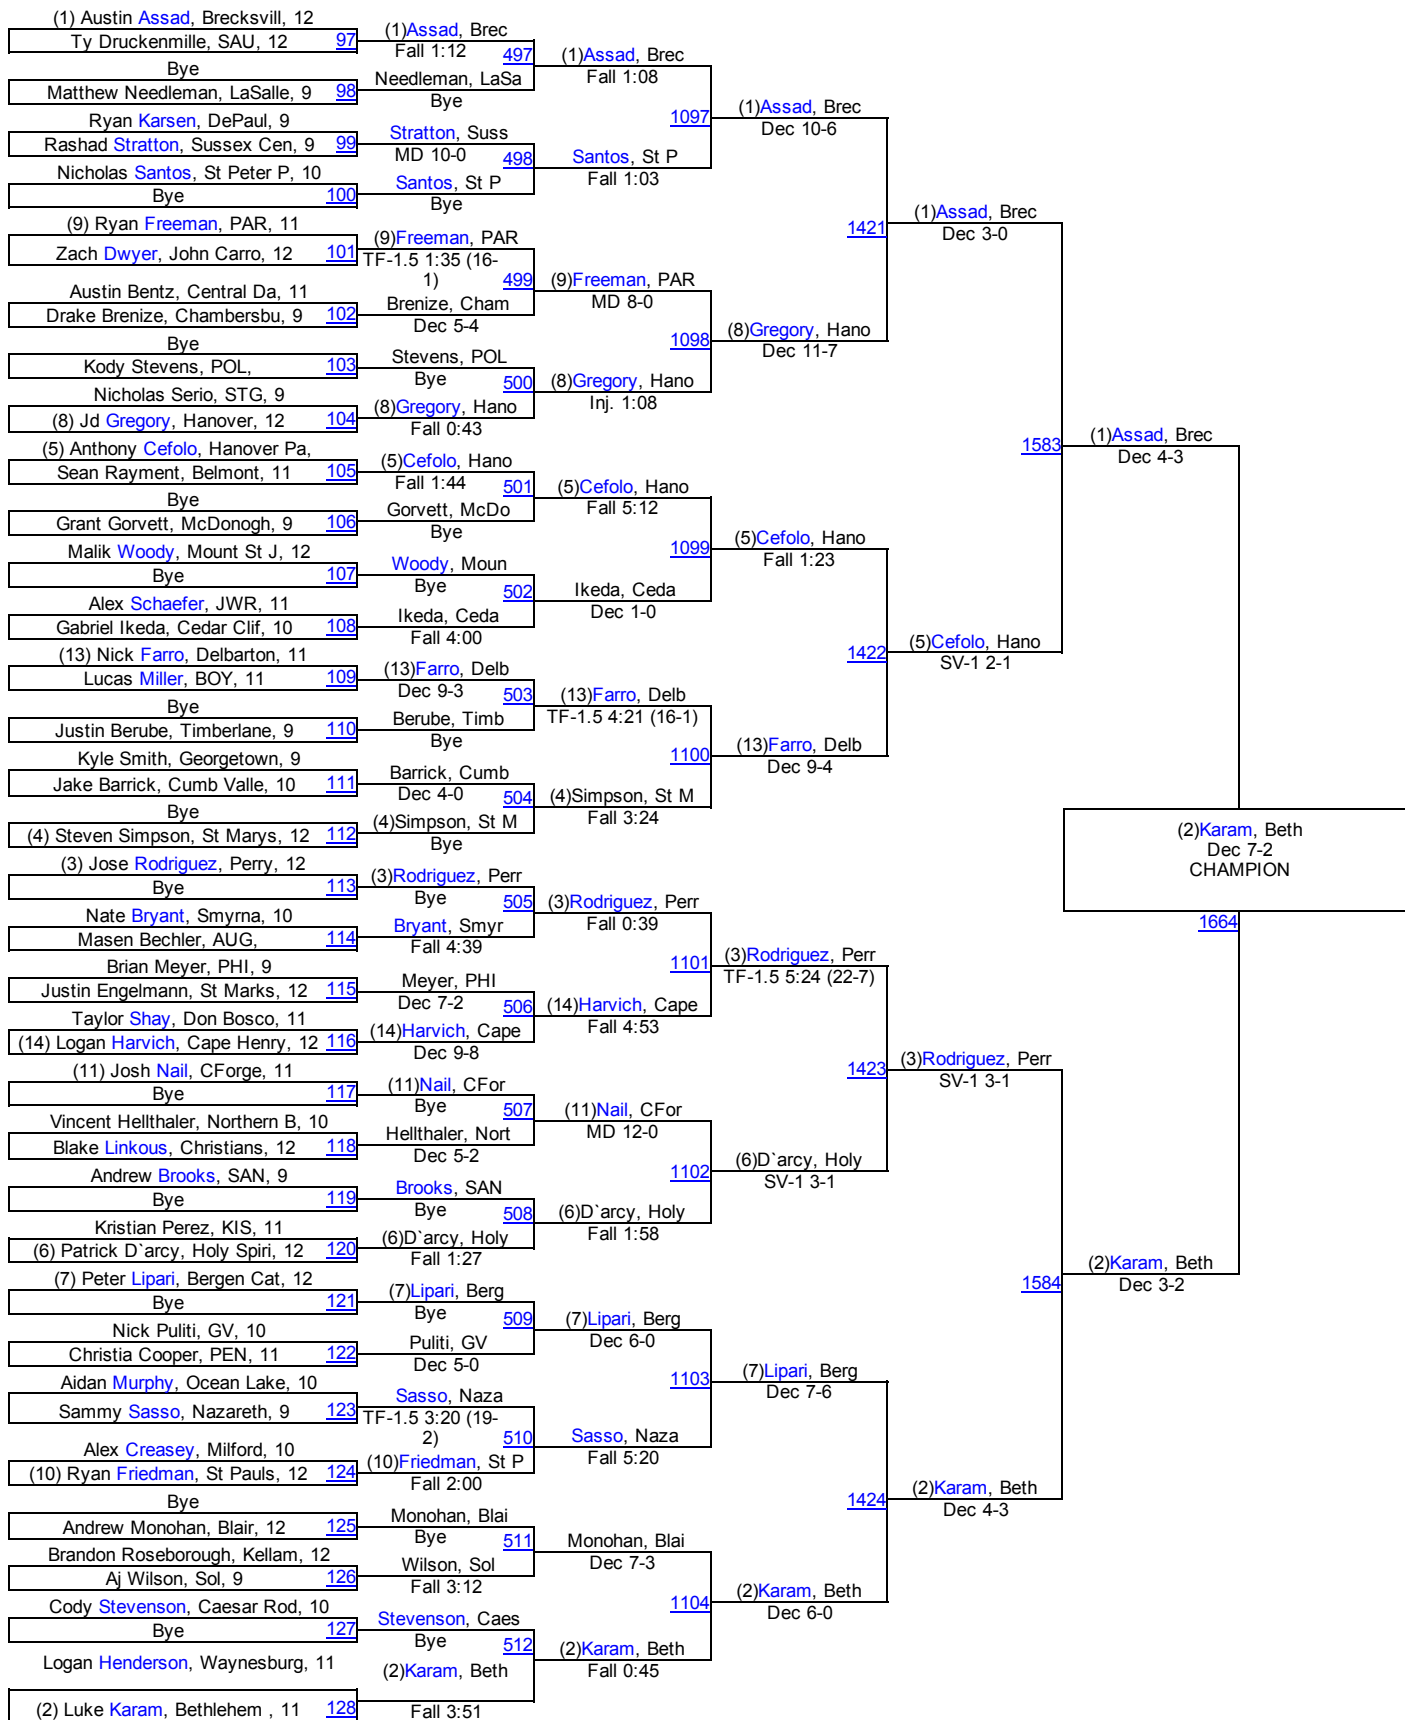 (1) Austin Assad, Brecksvill, 12
Ty Druckenmille, SAU, 12 97
Bye
Matthew Needleman, LaSalle, 9 98
Ryan Karsen, DePaul, 9
Rashad Stratton, Sussex Cen, 9 99
Nicholas Santos, St Peter P, 10
Bye 100
(9) Ryan Freeman, PAR, 11
Zach Dwyer, John Carro, 12 101
Austin Bentz, Central Da, 11
Drake Brenize, Chambersbu, 9 102
Bye
Kody Stevens, POL, 103
Nicholas Serio, STG, 9
(8) Jd Gregory, Hanover, 12 104
(5) Anthony Cefolo, Hanover Pa,
Sean Rayment, Belmont, 11 105
Bye
Grant Gorvett, McDonogh, 9 106
Malik Woody, Mount St J, 12
Bye 107
Alex Schaefer, JWR, 11
Gabriel Ikeda, Cedar Clif, 10 108
(13) Nick Farro, Delbarton, 11
Lucas Miller, BOY, 11 109
Bye
Justin Berube, Timberlane, 9 110
Kyle Smith, Georgetown, 9
Jake Barrick, Cumb Valle, 10 111
Bye
(4) Steven Simpson, St Marys, 12 112
(3) Jose Rodriguez, Perry, 12
Bye 113
Nate Bryant, Smyrna, 10
Masen Bechler, AUG, 114
Brian Meyer, PHI, 9
Justin Engelmann, St Marks, 12 115
Taylor Shay, Don Bosco, 11
(14) Logan Harvich, Cape Henry, 12 116
(11) Josh Nail, CForge, 11
Bye 117
Vincent Hellthaler, Northern B, 10
Blake Linkous, Christians, 12 118
Andrew Brooks, SAN, 9
Bye 119
Kristian Perez, KIS, 11
(6) Patrick D`arcy, Holy Spiri, 12 120
(7) Peter Lipari, Bergen Cat, 12
Bye 121
Nick Puliti, GV, 10
Christia Cooper, PEN, 11 122
Aidan Murphy, Ocean Lake, 10
Sammy Sasso, Nazareth, 9 123
Alex Creasey, Milford, 10
(10) Ryan Friedman, St Pauls, 12 124
Bye
Andrew Monohan, Blair, 12 125
Brandon Roseborough, Kellam, 12
Aj Wilson, Sol, 9 126
Cody Stevenson, Caesar Rod, 10
Bye 127
Logan Henderson, Waynesburg, 11
(2) Luke Karam, Bethlehem , 11 128
(1)Assad, Brec
Fall 1:12
497
Needleman, LaSa
Bye
Stratton, Suss
MD 10-0
498
Santos, St P
Bye
(9)Freeman, PAR
TF-1.5 1:35 (16-
1)
499
Brenize, Cham
Dec 5-4
Stevens, POL
Bye
500
(8)Gregory, Hano
Fall 0:43
(5)Cefolo, Hano
Fall 1:44
501
Gorvett, McDo
Bye
Woody, Moun
Bye
502
Ikeda, Ceda
Fall 4:00
(13)Farro, Delb
Dec 9-3
503
Berube, Timb
Bye
Barrick, Cumb
Dec 4-0
504
(4)Simpson, St M
Bye
(3)Rodriguez, Perr
Bye
505
Bryant, Smyr
Fall 4:39
Meyer, PHI
Dec 7-2
506
(14)Harvich, Cape
Dec 9-8
(11)Nail, CFor
Bye
507
Hellthaler, Nort
Dec 5-2
Brooks, SAN
Bye
508
(6)D`arcy, Holy
Fall 1:27
(7)Lipari, Berg
Bye
509
Puliti, GV
Dec 5-0
Sasso, Naza
TF-1.5 3:20 (19-
2)
510
(10)Friedman, St P
Fall 2:00
Monohan, Blai
Bye
511
Wilson, Sol
Fall 3:12
Stevenson, Caes
Bye
512
(2)Karam, Beth
Fall 3:51
(1)Assad, Brec
Fall 1:08
1097
Santos, St P
Fall 1:03
(9)Freeman, PAR
MD 8-0
1098
(8)Gregory, Hano
Inj. 1:08
(5)Cefolo, Hano
Fall 5:12
1099
Ikeda, Ceda
Dec 1-0
(13)Farro, Delb
TF-1.5 4:21 (16-1)
1100
(4)Simpson, St M
Fall 3:24
(3)Rodriguez, Perr
Fall 0:39
1101
(14)Harvich, Cape
Fall 4:53
(11)Nail, CFor
MD 12-0
1102
(6)D`arcy, Holy
Fall 1:58
(7)Lipari, Berg
Dec 6-0
1103
Sasso, Naza
Fall 5:20
Monohan, Blai
Dec 7-3
1104
(2)Karam, Beth
Fall 0:45
(1)Assad, Brec
Dec 10-6
1421
(8)Gregory, Hano
Dec 11-7
(5)Cefolo, Hano
Fall 1:23
1422
(13)Farro, Delb
Dec 9-4
(3)Rodriguez, Perr
TF-1.5 5:24 (22-7)
1423
(6)D`arcy, Holy
SV-1 3-1
(7)Lipari, Berg
Dec 7-6
1424
(2)Karam, Beth
Dec 6-0
(1)Assad, Brec
Dec 3-0
1583
(5)Cefolo, Hano
SV-1 2-1
(3)Rodriguez, Perr
SV-1 3-1
1584
(2)Karam, Beth
Dec 4-3
(1)Assad, Brec
Dec 4-3
(2)Karam, Beth
Dec 7-2
CHAMPION
1664
(2)Karam, Beth
Dec 3-2